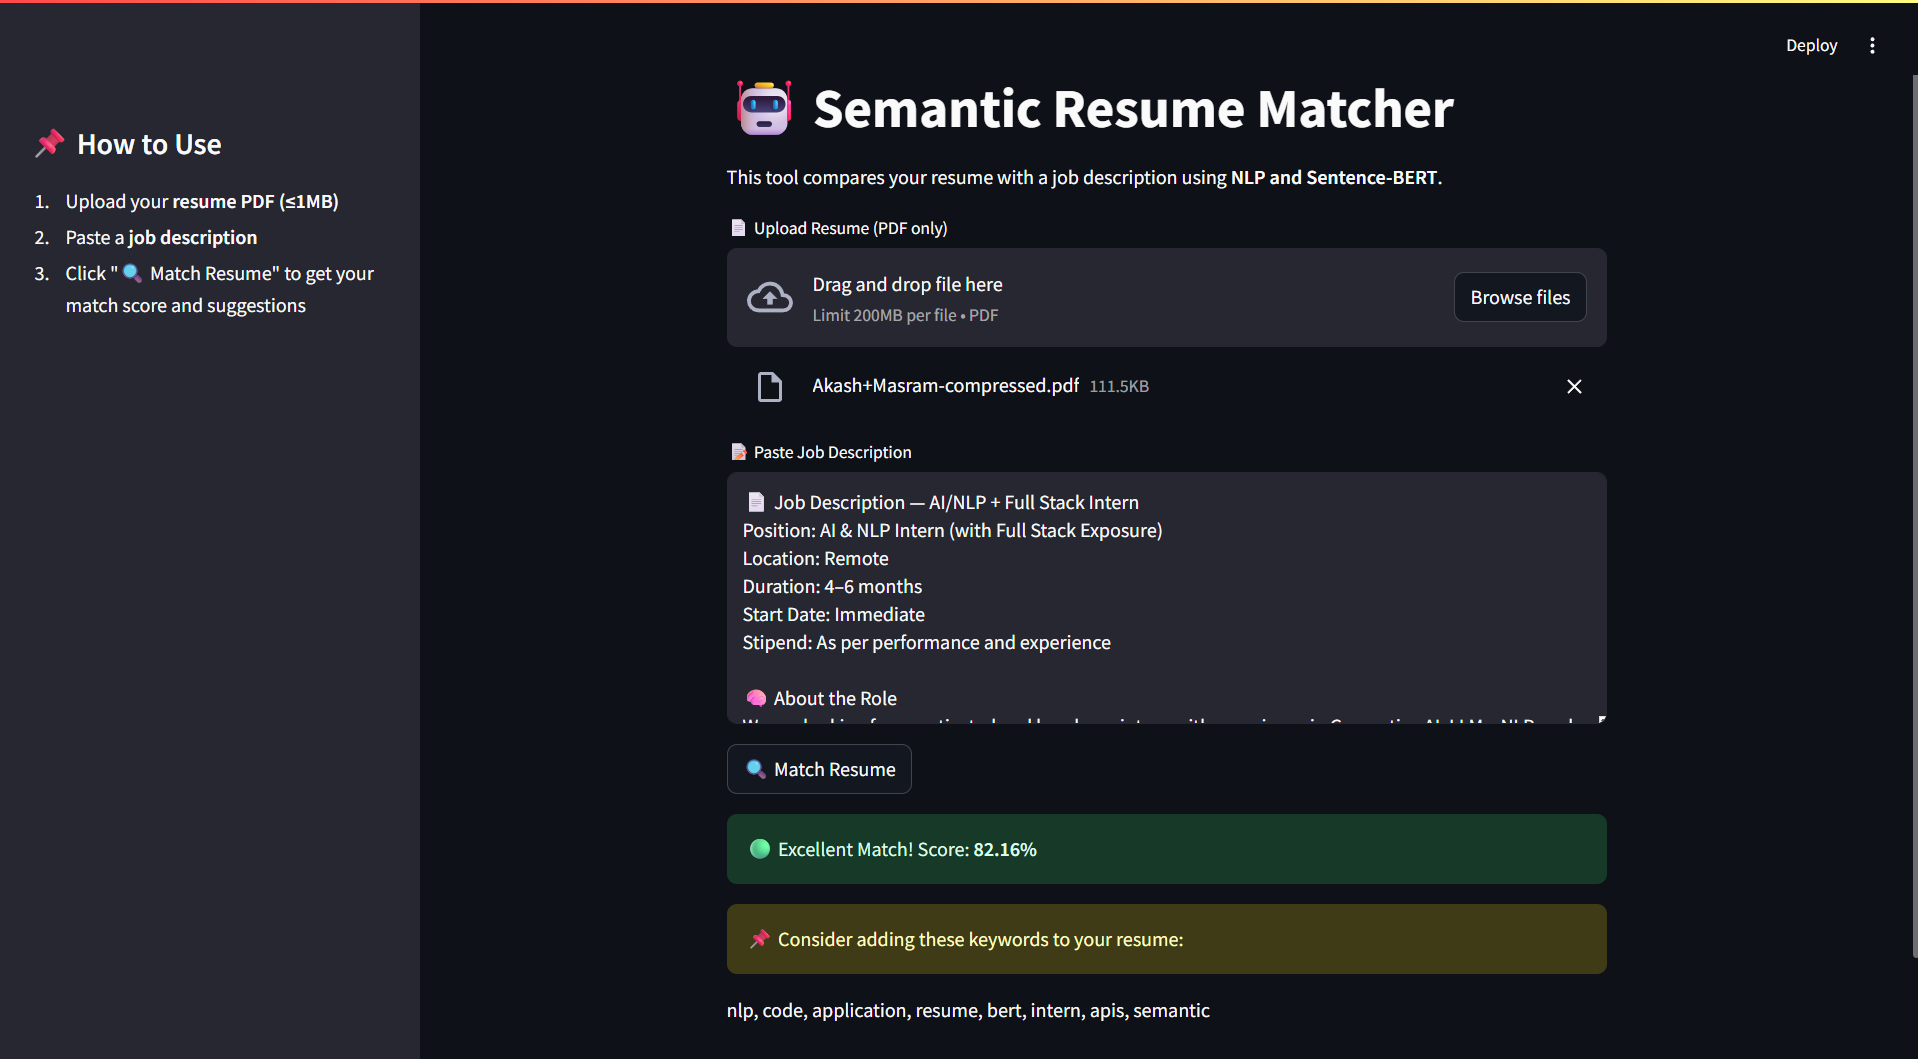 Deploy
How to Use
1. Upload your resume PDF (≤1MB)
2. Paste a job description
3. Click "🔍 Match Resume" to get your
match score and suggestions
Semantic Resume Matcher
This tool compares your resume with a job description using NLP and Sentence-BERT.
Upload Resume (PDF only)
Drag and drop file here
Limit 200MB per file • PDF
Browse files
Akash+Masram-compressed.pdf 111.5KB
Paste Job Description
Job Description — AI/NLP + Full Stack Intern
Position: AI & NLP Intern (with Full Stack Exposure)
Location: Remote
Duration: 4–6 months
Start Date: Immediate
Stipend: As per performance and experience
About the Role
Match Resume
Excellent Match! Score: 82.16%
Consider adding these keywords to your resume:
nlp, code, application, resume, bert, intern, apis, semantic